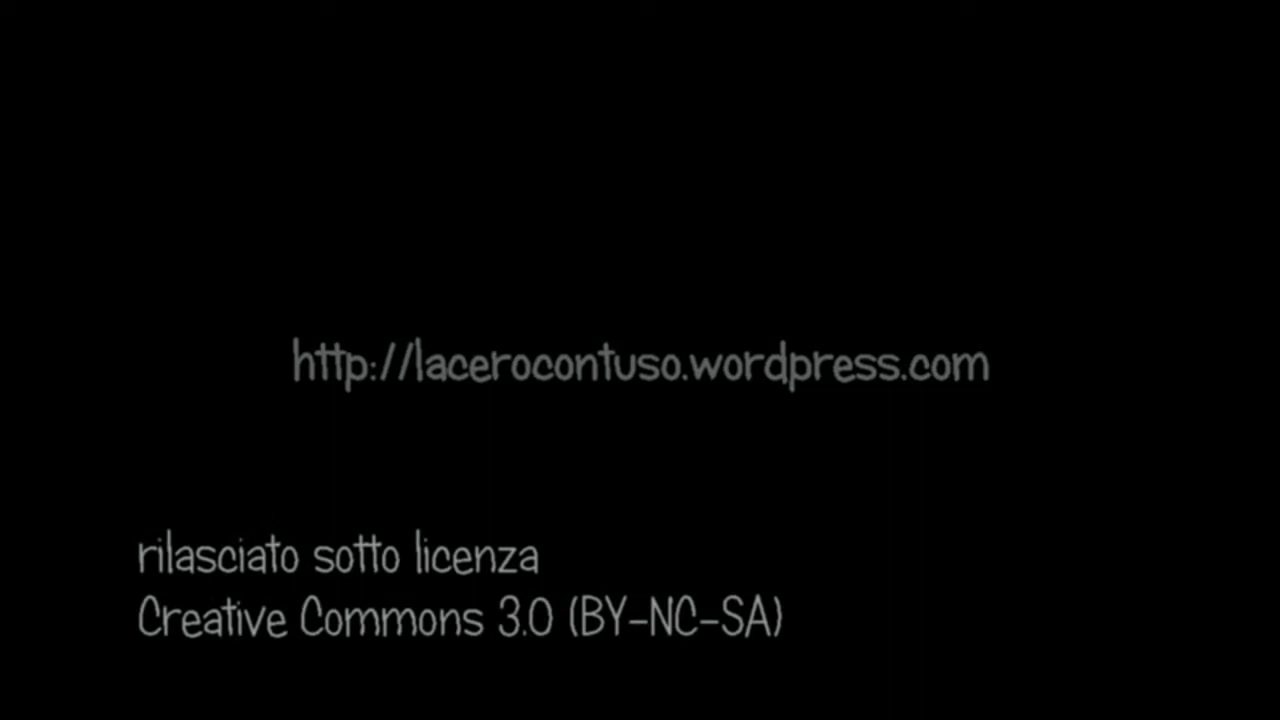 http://lacerocontuso.wordpress.com
rilasciato sotto licenza
Creative Commons 3.0 (BY-NC-SA)